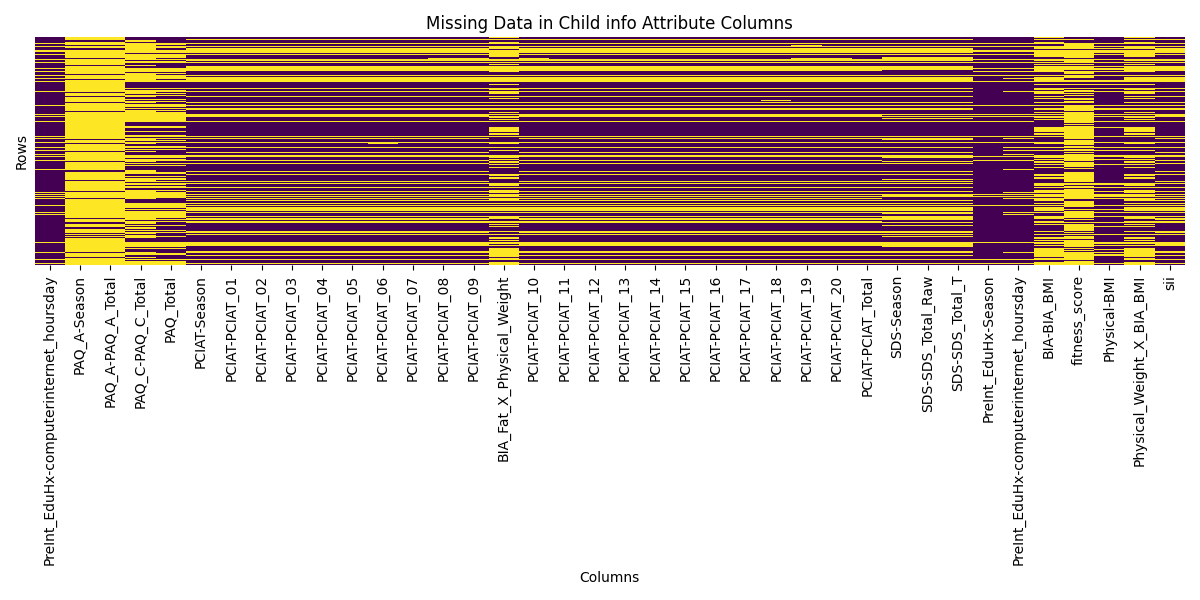 Missing Data in Child info Attribute Columns
Rows
PreInt_EduHx-computerinternet_hoursday
PAQ_A-Season
PAQ_A-PAQ_A_Total
PAQ_C-PAQ_C_Total
PAQ_Total
PCIAT-Season
PCIAT-PCIAT_01
PCIAT-PCIAT_02
PCIAT-PCIAT_03
PCIAT-PCIAT_04
PCIAT-PCIAT_05
PCIAT-PCIAT_06
PCIAT-PCIAT_07
PCIAT-PCIAT_08
PCIAT-PCIAT_09
BIA_Fat_X_Physical_Weight
PCIAT-PCIAT_10
PCIAT-PCIAT_11
PCIAT-PCIAT_12
PCIAT-PCIAT_13
PCIAT-PCIAT_14
PCIAT-PCIAT_15
PCIAT-PCIAT_16
PCIAT-PCIAT_17
PCIAT-PCIAT_18
PCIAT-PCIAT_19
PCIAT-PCIAT_20
PCIAT-PCIAT_Total
SDS-Season
SDS-SDS_Total_Raw
SDS-SDS_Total_T
PreInt_EduHx-Season
PreInt_EduHx-computerinternet_hoursday
BIA-BIA_BMI
fitness_score
Physical-BMI
Physical_Weight_X_BIA_BMI
sii
Columns